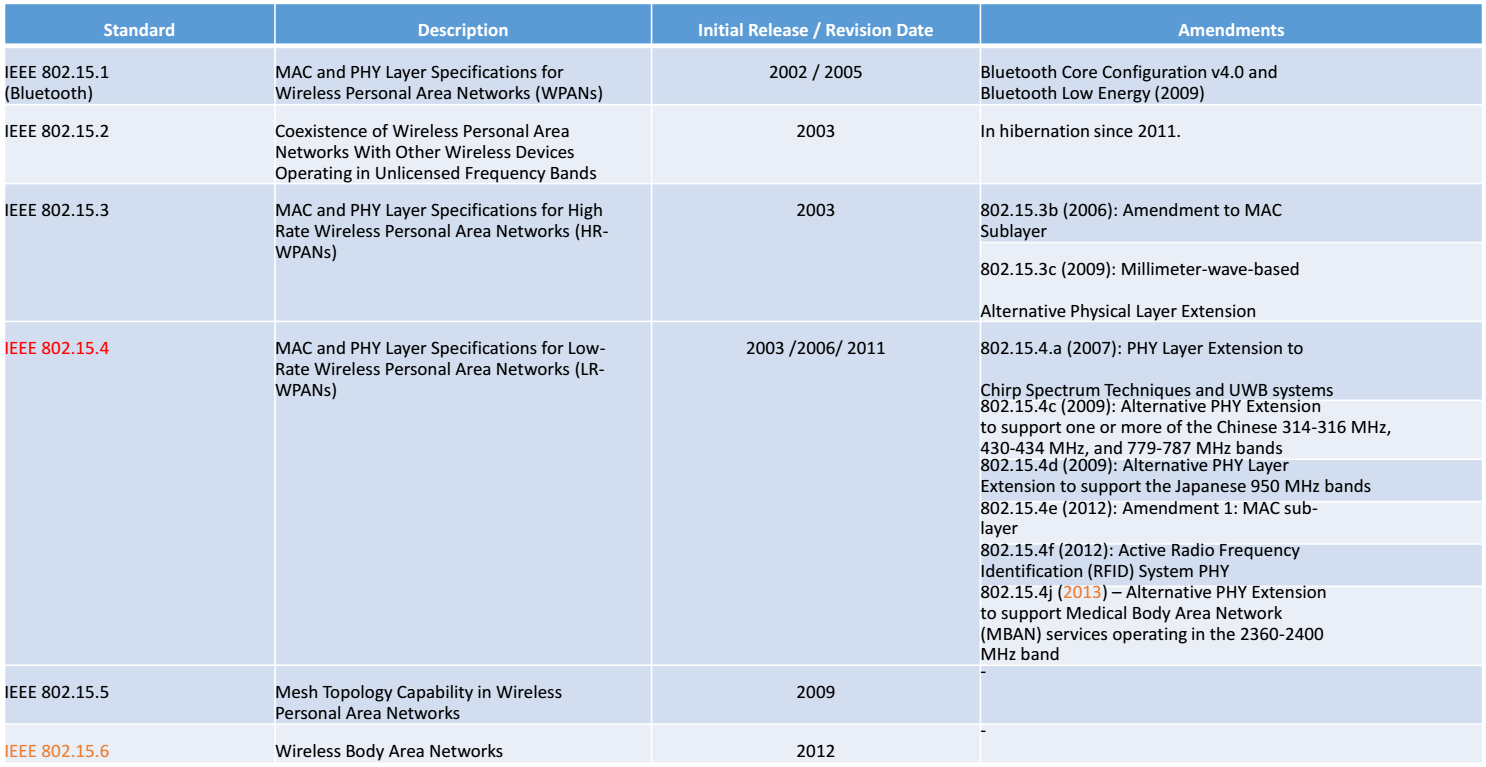 Standard
Description
Initial Release / Revision Date
Amendments
IEEE 802.15.1
(Bluetooth)
MAC and PHY Layer Specifications for
Wireless Personal Area Networks (WPANs)
2002 / 2005
Bluetooth Core Configuration v4.0 and
Bluetooth Low Energy (2009)
IEEE 802.15.2
Coexistence of Wireless Personal Area
Networks With Other Wireless Devices
Operating in Unlicensed Frequency Bands
2003
In hibernation since 2011.
IEEE 802.15.3
MAC and PHY Layer Specifications for High
Rate Wireless Personal Area Networks (HR-
WPANs)
2003
802.15.3b (2006): Amendment to MAC
Sublayer
802.15.3c (2009): Millimeter-wave-based
Alternative Physical Layer Extension
IEEE 802.15.4
MAC and PHY Layer Specifications for Low-
Rate Wireless Personal Area Networks (LR-
WPANs)
2003 /2006/ 2011
802.15.4.a (2007): PHY Layer Extension to
Chirp Spectrum Techniques and UWB systems
802.15.4c (2009): Alternative PHY Extension
to support one or more of the Chinese 314-316 MHz,
430-434 MHz, and 779-787 MHz bands
802.15.4d (2009): Alternative PHY Layer
Extension to support the Japanese 950 MHz bands
802.15.4e (2012): Amendment 1: MAC sub-
layer
802.15.4f (2012): Active Radio Frequency
Identification (RFID) System PHY
802.15.4j (2013) – Alternative PHY Extension
to support Medical Body Area Network
(MBAN) services operating in the 2360-2400
MHz band
IEEE 802.15.5
Mesh Topology Capability in Wireless
Personal Area Networks
2009
-
IEEE 802.15.6
Wireless Body Area Networks
2012
-